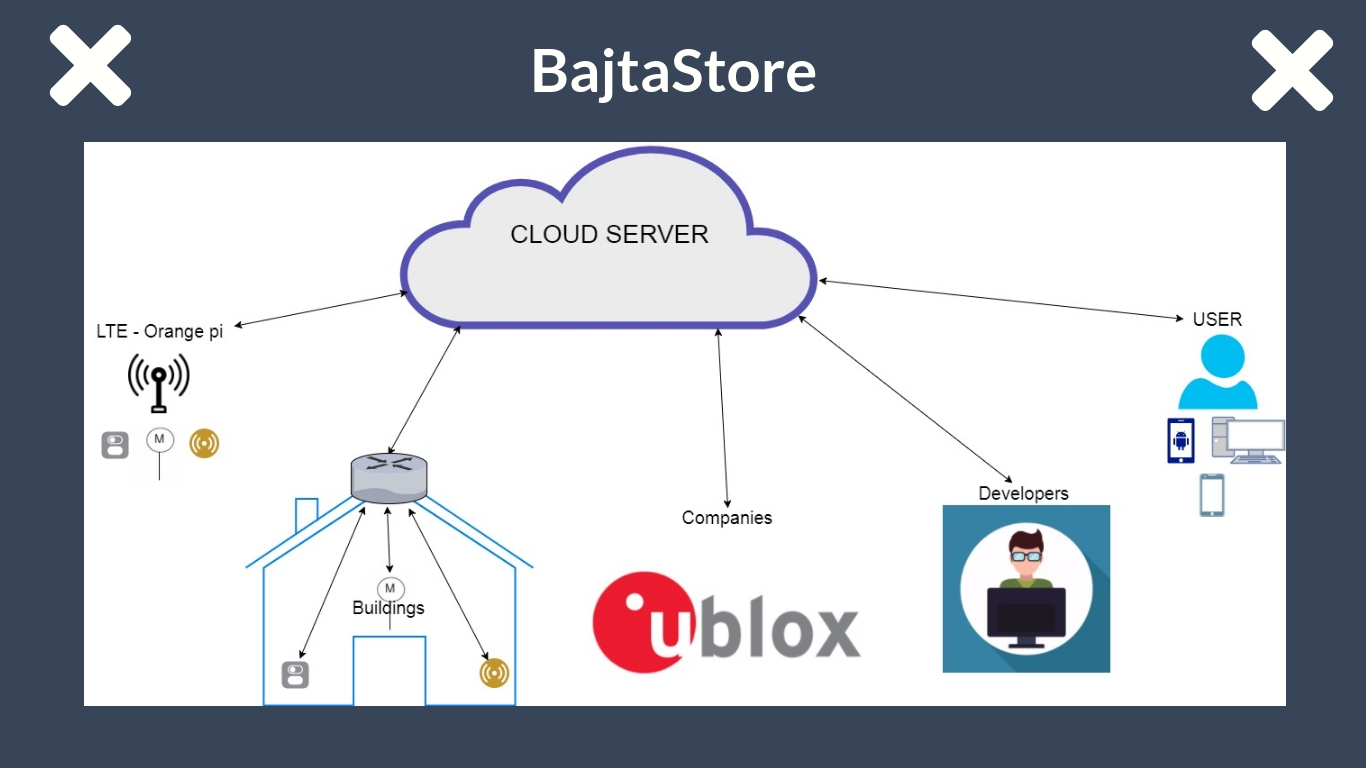 BajtaStore
CLOUD SERVER
LTE - Orange pi
USER
M
Developers
Companies
M
Buildings
ublox